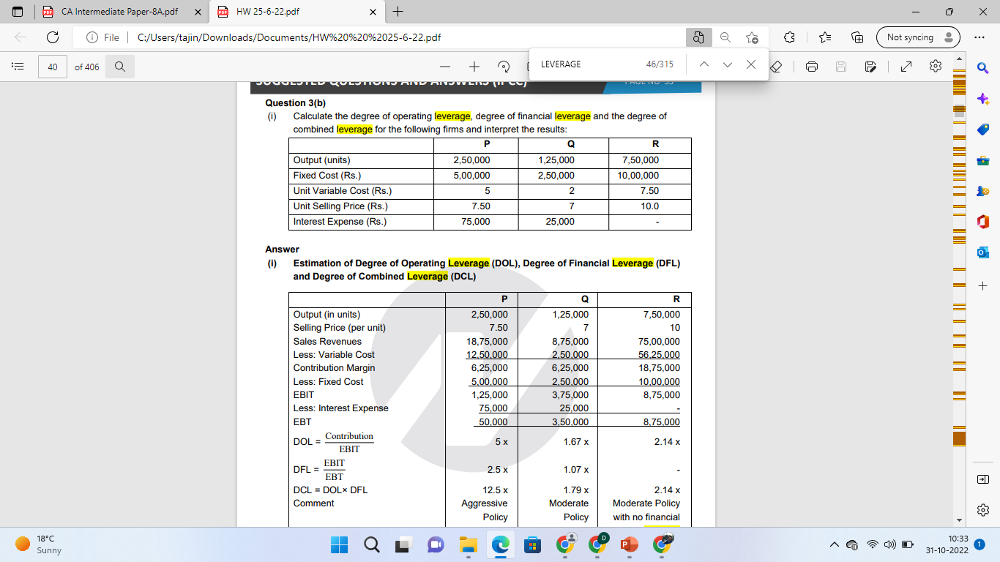 CA Intermediate Paper-8A.pdf
HW 25-6-22.pdf
File
C:/Users/tajin/Downloads/Documents/HW%20%20%2025-6-22.pdf
Not syncing
40 of 406
LEVERAGE 46/315
SUGGESTED QUESTIONS AND ANSWERS (IPCC)
PAGE NO
Question 3(b)
(i) Calculate the degree of operating leverage, degree of financial leverage and the degree of
combined leverage for the following firms and interpret the results:
P Q R
Output (units) 2,50,000 1,25,000 7,50,000
Fixed Cost (Rs.) 5,00,000 2,50,000 10,00,000
Unit Variable Cost (Rs.) 5 2 7.50
Unit Selling Price (Rs.) 7.50 7 10.0
Interest Expense (Rs.) 75,000 25,000 -
Answer
(i) Estimation of Degree of Operating Leverage (DOL), Degree of Financial Leverage (DFL)
and Degree of Combined Leverage (DCL)
P Q R
Output (in units) 2,50,000 1,25,000 7,50,000
Selling Price (per unit) 7.50 7 10
Sales Revenues 18,75,000 8,75,000 75,00,000
Less: Variable Cost 12,50,000 2,50,000 56,25,000
Contribution Margin 6,25,000 6,25,000 18,75,000
Less: Fixed Cost 5,00,000 2,50,000 10,00,000
EBIT 1,25,000 3,75,000 8,75,000
Less: Interest Expense 75,000 25,000 -
EBT 50,000 3,50,000 8,75,000
DOL = Contribution / EBIT 5 x 1.67 x 2.14 x
DFL = EBIT / EBT 2.5 x 1.07 x -
DCL = DOL× DFL 12.5 x 1.79 x 2.14 x
Comment Aggressive Moderate Moderate Policy
Policy Policy with no financial
18°C
Sunny
10:33
31-10-2022
1